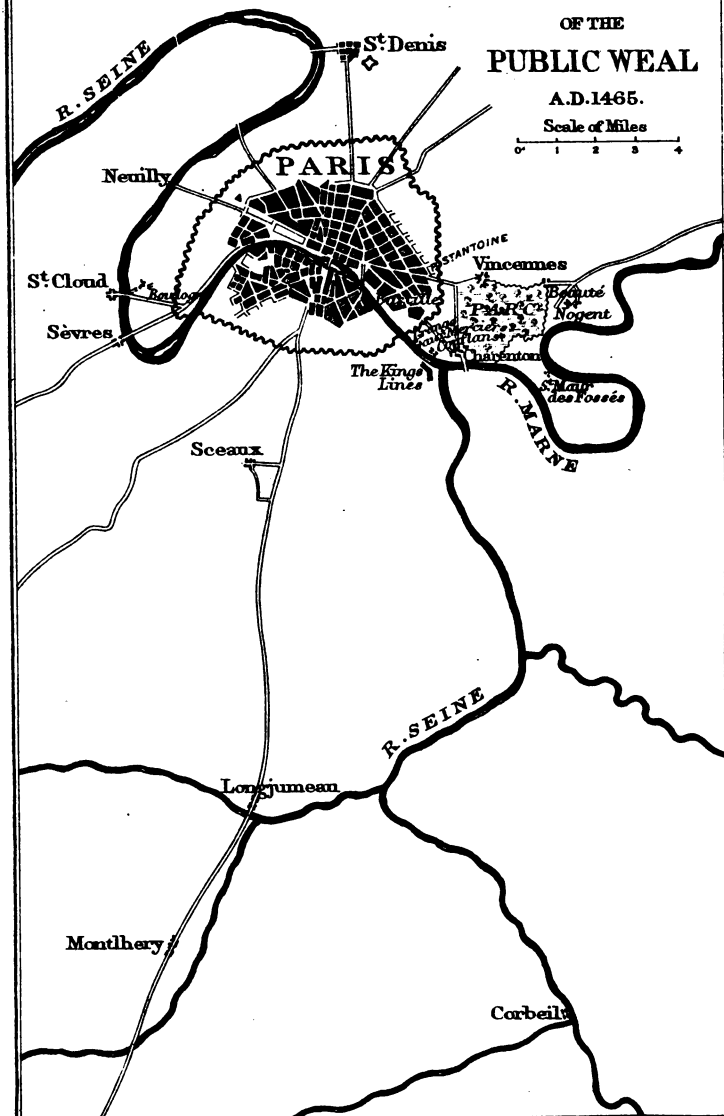 OF THE
PUBLIC WEAL
A.D.1465.
Scale of Miles
0 1 2 3 4
R. SEINE
St. Denis
PARIS
Neuilly
STANTOINE
Vincennes
St. Cloud
Beauté
PARC
Nogent
Sèvres
Charenton
The Kings
Lines
St. Maur
des Fossés
R. MARNE
Sceaux
R. SEINE
Longjumeau
Montlhery
Corbeil